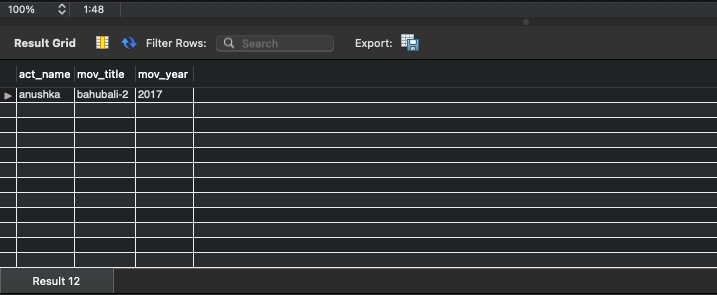 100% 1:48
Result Grid Filter Rows: Search Export:
act_name mov_title mov_year
anushka bahubali-2 2017
Result 12